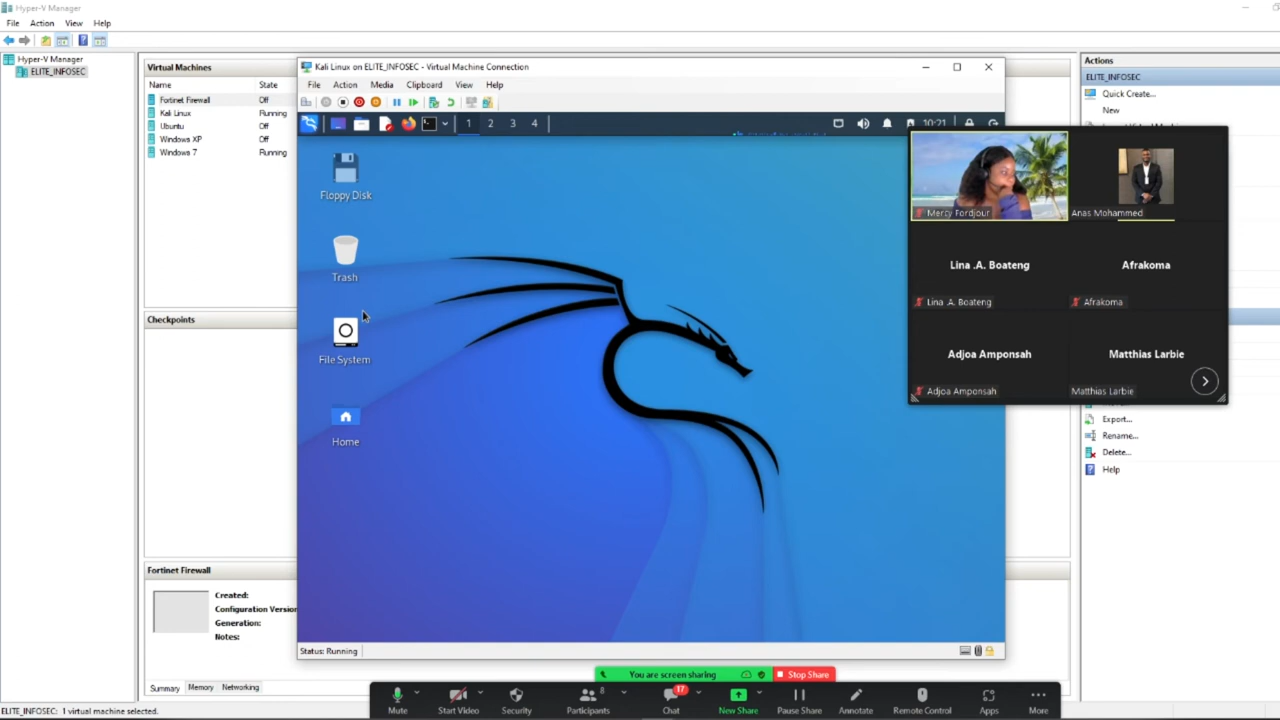 Hyper-V Manager
File Action View Help
Hyper-V Manager
ELITE_INFOSEC
Virtual Machines
Name State
Fortinet Firewall Off
Kali Linux Running
Ubuntu Off
Windows XP Off
Windows 7 Running
Checkpoints
Fortinet Firewall
Created:
Configuration Version
Generation:
Notes:
Summary Memory Networking
ELITE_INFOSEC: 1 virtual machine selected.
Kali Linux on ELITE_INFOSEC - Virtual Machine Connection
File Action Media Clipboard View Help
1 2 3 4
10:21
Floppy Disk
Trash
File System
Home
Status: Running
Actions
ELITE_INFOSEC
Quick Create...
New
Export...
Rename...
Delete...
Help
Mercy Fordjour
Anas Mohammed
Lina .A. Boateng
Lina .A. Boateng
Afrakoma
Afrakoma
Adjoa Amponsah
Adjoa Amponsah
Matthias Larbie
Matthias Larbie
You are screen sharing
Stop Share
Mute
Start Video
Security
8
Participants
17
Chat
New Share
Pause Share
Annotate
Remote Control
Apps
More